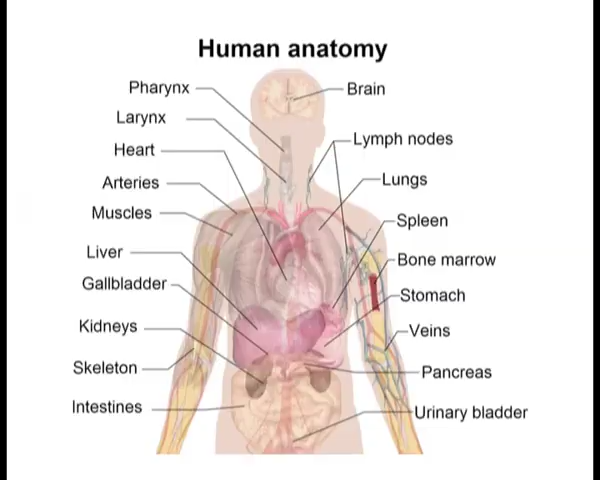 Human anatomy
Pharynx
Brain
Larynx
Lymph nodes
Heart
Lungs
Arteries
Muscles
Spleen
Liver
Bone marrow
Gallbladder
Stomach
Kidneys
Veins
Skeleton
Pancreas
Intestines
Urinary bladder